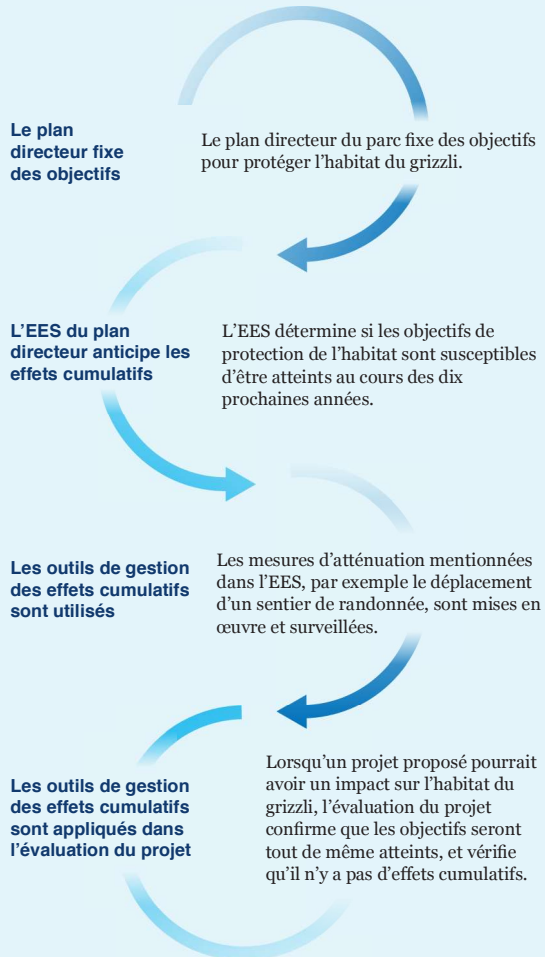 Le plan
directeur fixe
des objectifs
Le plan directeur du parc fixe des objectifs
pour protéger l’habitat du grizzli.
L’EES du plan
directeur anticipe les
effets cumulatifs
L’EES détermine si les objectifs de
protection de l’habitat sont susceptibles
d’être atteints au cours des dix
prochaines années.
Les outils de gestion
des effets cumulatifs
sont utilisés
Les mesures d’atténuation mentionnées
dans l’EES, par exemple le déplacement
d’un sentier de randonnée, sont mises en
œuvre et surveillées.
Les outils de gestion
des effets cumulatifs
sont appliqués dans
l’évaluation du projet
Lorsqu’un projet proposé pourrait
avoir un impact sur l’habitat du
grizzli, l’évaluation du projet
confirme que les objectifs seront
tout de même atteints, et vérifie
qu’il n’y a pas d’effets cumulatifs.